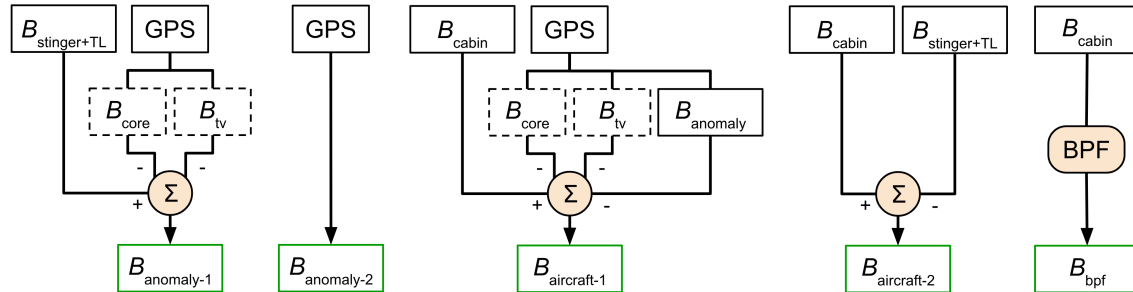 B stinger+TL
GPS
B core
B tv
-
-
Σ
+
B anomaly-1
GPS
B anomaly-2
B cabin
GPS
B core
B tv
B anomaly
-
-
Σ
+
-
B aircraft-1
B cabin
B stinger+TL
Σ
+
-
B aircraft-2
B cabin
BPF
B bpf